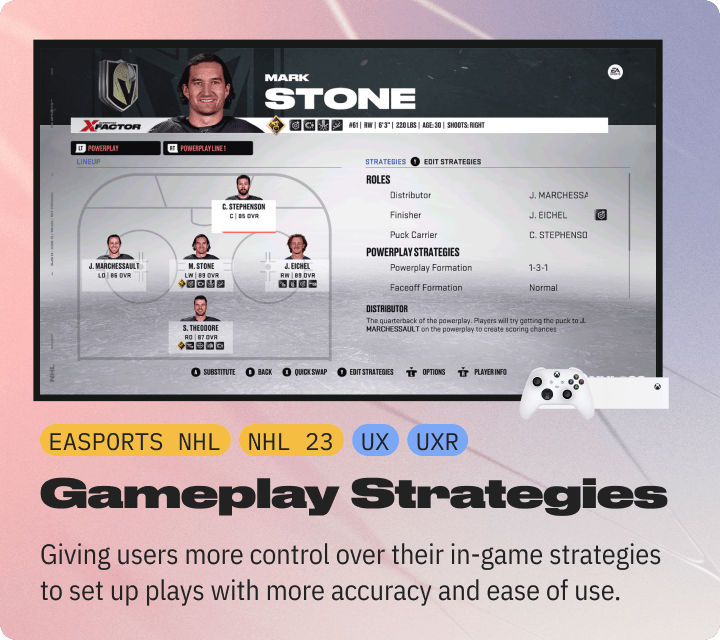 MARK
STONE
X FACTOR
#61 | RW | 6'3" | 220 LBS | AGE: 30 | SHOOTS: RIGHT
LT POWERPLAY RT POWERPLAY LINE 1
LINEUP
STRATEGIES Y EDIT STRATEGIES
ROLES
Distributor J. MARCHESSA
Finisher J. EICHEL
Puck Carrier C. STEPHENSO
POWERPLAY STRATEGIES
Powerplay Formation 1-3-1
Faceoff Formation Normal
DISTRIBUTOR
The quarterback of the powerplay. Players will try getting the puck to J.
MARCHESSAULT on the powerplay to create scoring chances
C. STEPHENSON
C | 85 OVR
J. MARCHESSAULT
LD | 86 OVR
M. STONE
LW | 89 OVR
J. EICHEL
RW | 89 OVR
S. THEODORE
RD | 87 OVR
A SUBSTITUTE B BACK X QUICK SWAP Y EDIT STRATEGIES OPTIONS PLAYER INFO
NHL
EA
EASPORTS NHL NHL 23 UX UXR
Gameplay Strategies
Giving users more control over their in-game strategies
to set up plays with more accuracy and ease of use.